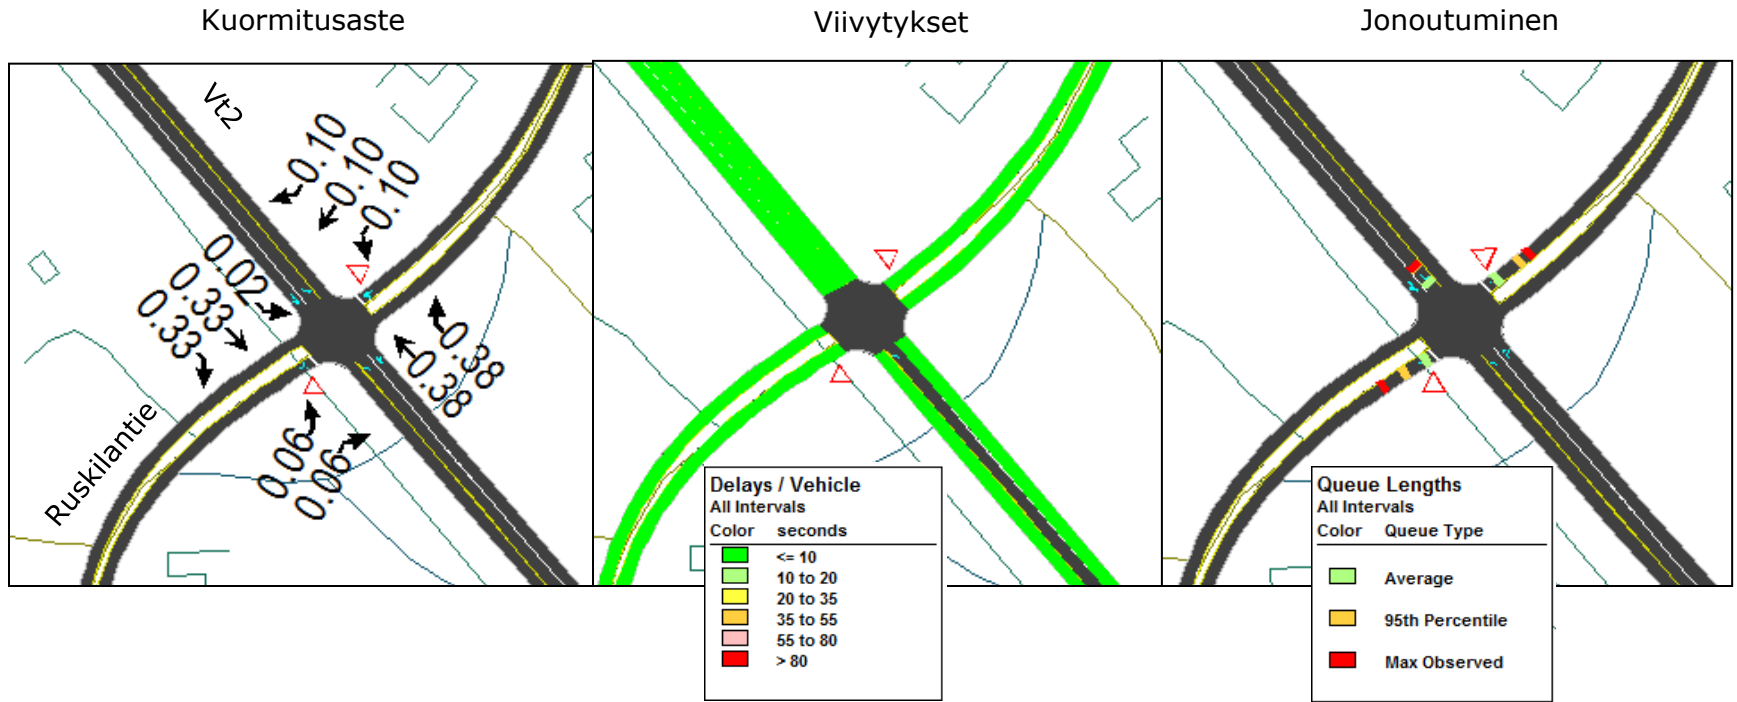 Kuormitusaste
Viivytykset
Jonoutuminen
Vt2
0.10
0.10
0.10
0.02
0.33
0.33
0.38
0.38
0.06
0.06
Ruskilantie
Delays / Vehicle
All Intervals
Color seconds
<= 10
10 to 20
20 to 35
35 to 55
55 to 80
> 80
Queue Lengths
All Intervals
Color Queue Type
Average
95th Percentile
Max Observed